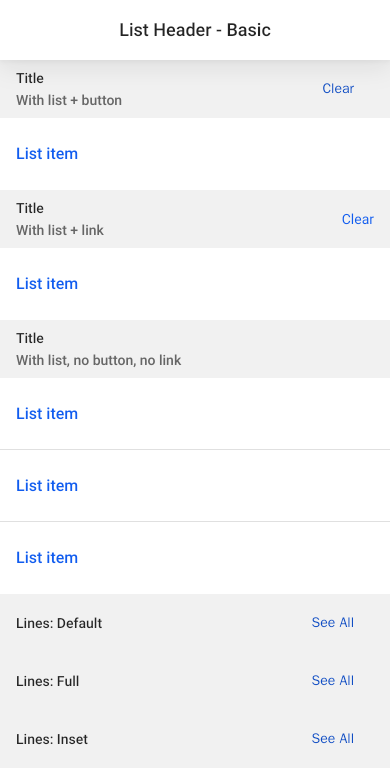 List Header - Basic
Title
With list + button
Clear
List item
Title
With list + link
Clear
List item
Title
With list, no button, no link
List item
List item
List item
Lines: Default
See All
Lines: Full
See All
Lines: Inset
See All